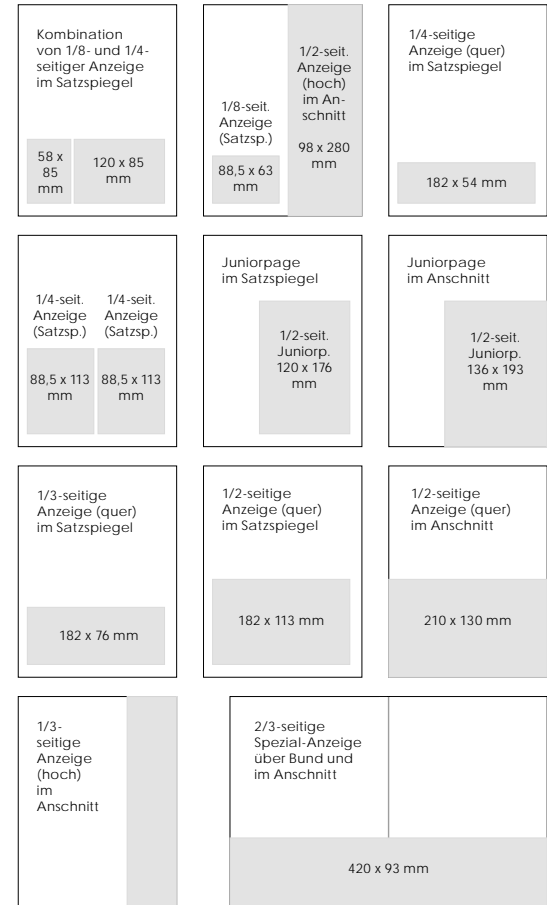 Kombination
von 1/8- und 1/4-
seitiger Anzeige
im Satzspiegel
58 x
85
mm
120 x 85
mm
1/8-seit.
Anzeige
(Satzsp.)
88,5 x 63
mm
1/2-seit.
Anzeige
(hoch)
im An-
schnitt
98 x 280
mm
1/4-seitige
Anzeige (quer)
im Satzspiegel
182 x 54 mm
1/4-seit.
Anzeige
(Satzsp.)
88,5 x 113
mm
1/4-seit.
Anzeige
(Satzsp.)
88,5 x 113
mm
Juniorpage
im Satzspiegel
1/2-seit.
Juniorp.
120 x 176
mm
Juniorpage
im Anschnitt
1/2-seit.
Juniorp.
136 x 193
mm
1/3-seitige
Anzeige (quer)
im Satzspiegel
182 x 76 mm
1/2-seitige
Anzeige (quer)
im Satzspiegel
182 x 113 mm
1/2-seitige
Anzeige (quer)
im Anschnitt
210 x 130 mm
1/3-
seitige
Anzeige
(hoch)
im
Anschnitt
2/3-seitige
Spezial-Anzeige
über Bund und
im Anschnitt
420 x 93 mm